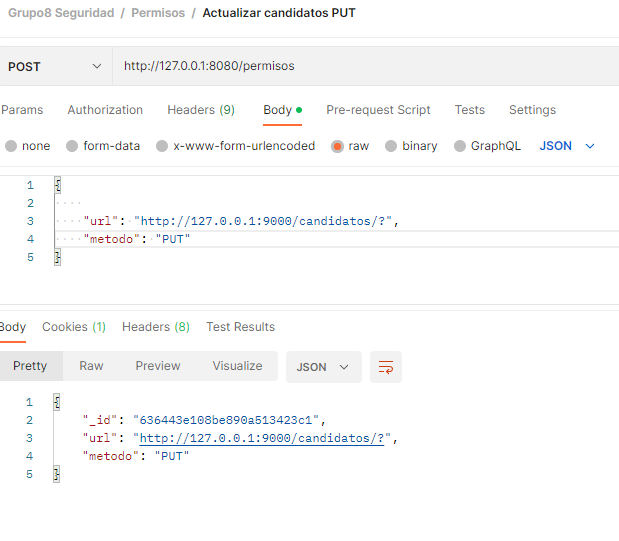 Grupo8 Seguridad / Permisos / Actualizar candidatos PUT
POST http://127.0.0.1:8080/permisos
Params Authorization Headers (9) Body Pre-request Script Tests Settings
none form-data x-www-form-urlencoded raw binary GraphQL JSON
1 {
2
3 "url": "http://127.0.0.1:9000/candidatos/?",
4 "metodo": "PUT"
5 }
Body Cookies (1) Headers (8) Test Results
Pretty Raw Preview Visualize JSON
1 {
2 "_id": "636443e108be890a513423c1",
3 "url": "http://127.0.0.1:9000/candidatos/?",
4 "metodo": "PUT"
5 }